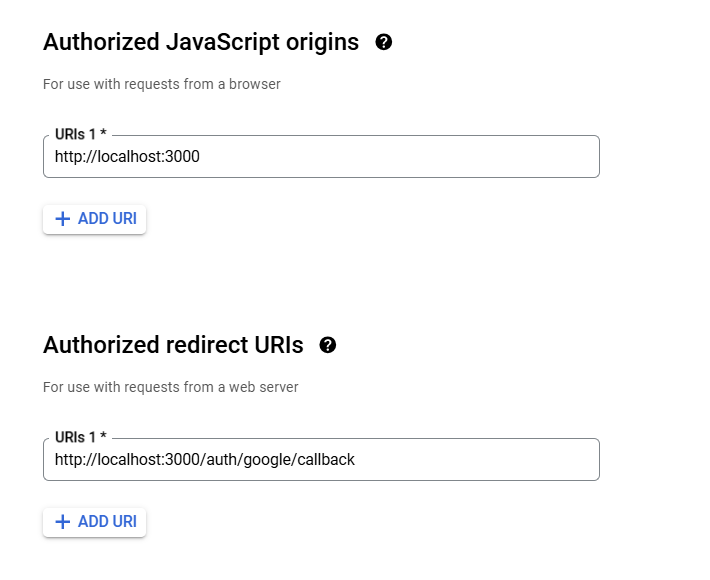 Authorized JavaScript origins
For use with requests from a browser
URIs 1 *
http://localhost:3000
+ ADD URI
Authorized redirect URIs
For use with requests from a web server
URIs 1 *
http://localhost:3000/auth/google/callback
+ ADD URI